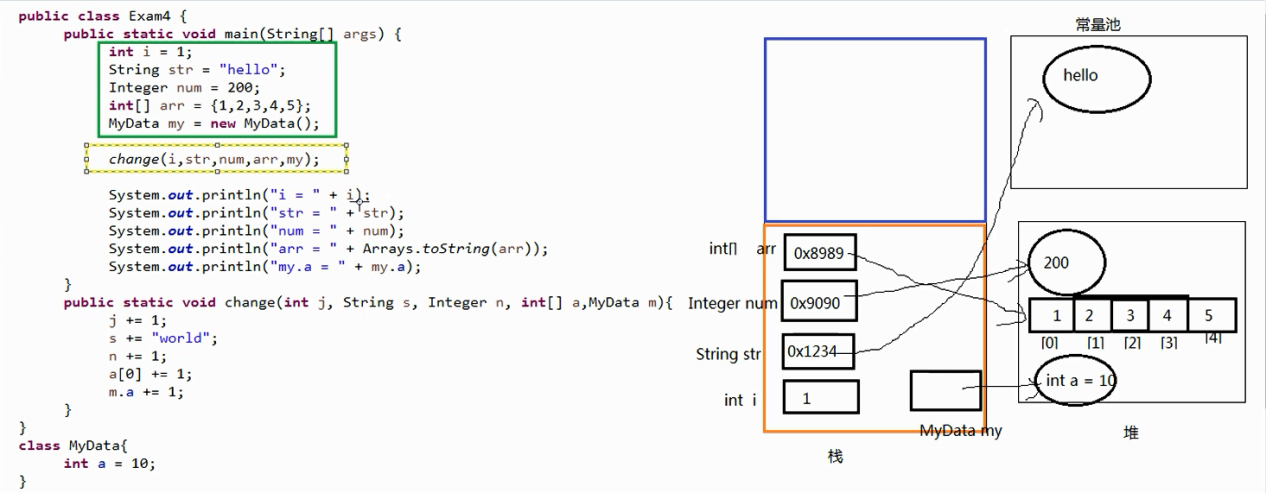 public class Exam4 {
public static void main(String[] args) {
int i = 1;
String str = "hello";
Integer num = 200;
int[] arr = {1,2,3,4,5};
MyData my = new MyData();
change(i,str,num,arr,my);
System.out.println("i = " + i);
System.out.println("str = " + str);
System.out.println("num = " + num);
System.out.println("arr = " + Arrays.toString(arr));
System.out.println("my.a = " + my.a);
}
public static void change(int j, String s, Integer n, int[] a,MyData m){
j += 1;
s += "world";
n += 1;
a[0] += 1;
m.a += 1;
}
}
class MyData{
int a = 10;
}
常量池
hello
int[] arr
0x8989
Integer num
0x9090
String str
0x1234
int i
1
MyData my
栈
200
1 2 3 4 5
[0] [1] [2] [3] [4]
int a = 10
堆